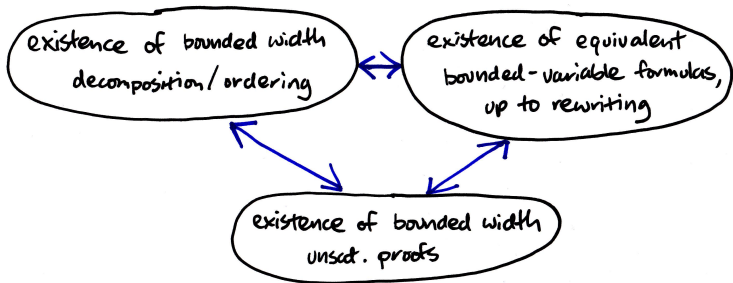 existence of bounded width
decomposition/ordering
existence of equivalent
bounded-variable formulas,
up to rewriting
existence of bounded width
unsat. proofs